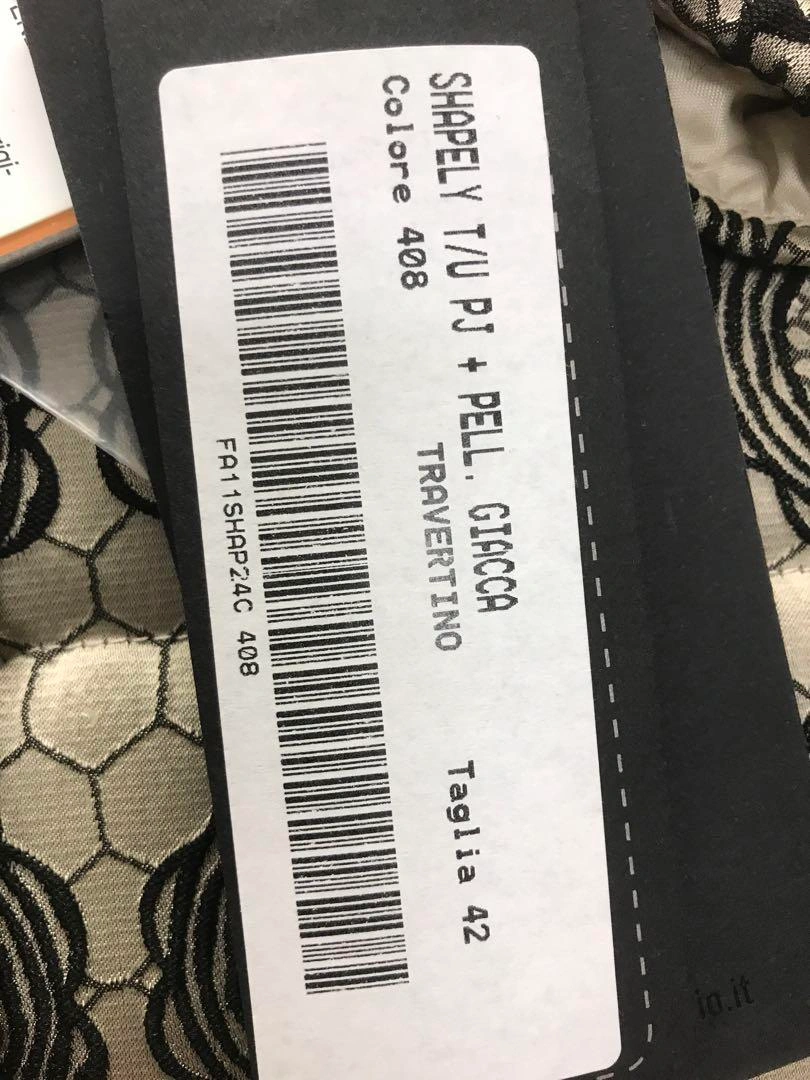 SHAPELY T/U PJ + PELL. GIACCA
Colore 408 TRAVERTINO Taglia 42
FA11SHAP24C 408
io.it